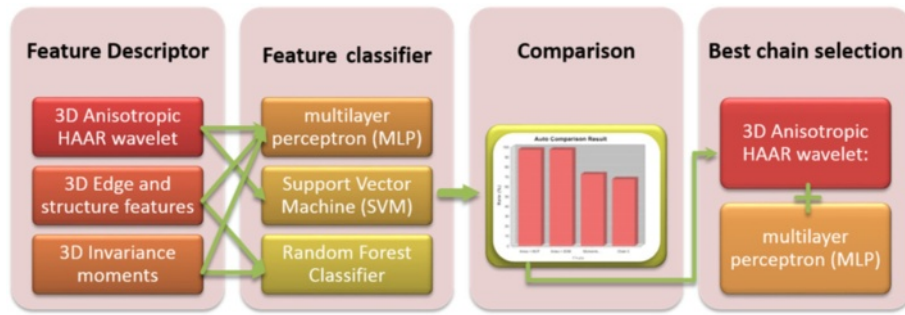 Feature Descriptor
3D Anisotropic
HAAR wavelet
3D Edge and
structure features
3D Invariance
moments
Feature classifier
multilayer
perceptron (MLP)
Support Vector
Machine (SVM)
Random Forest
Classifier
Comparison
Auto Comparison Result
Best chain selection
3D Anisotropic
HAAR wavelet:
+
multilayer
perceptron (MLP)